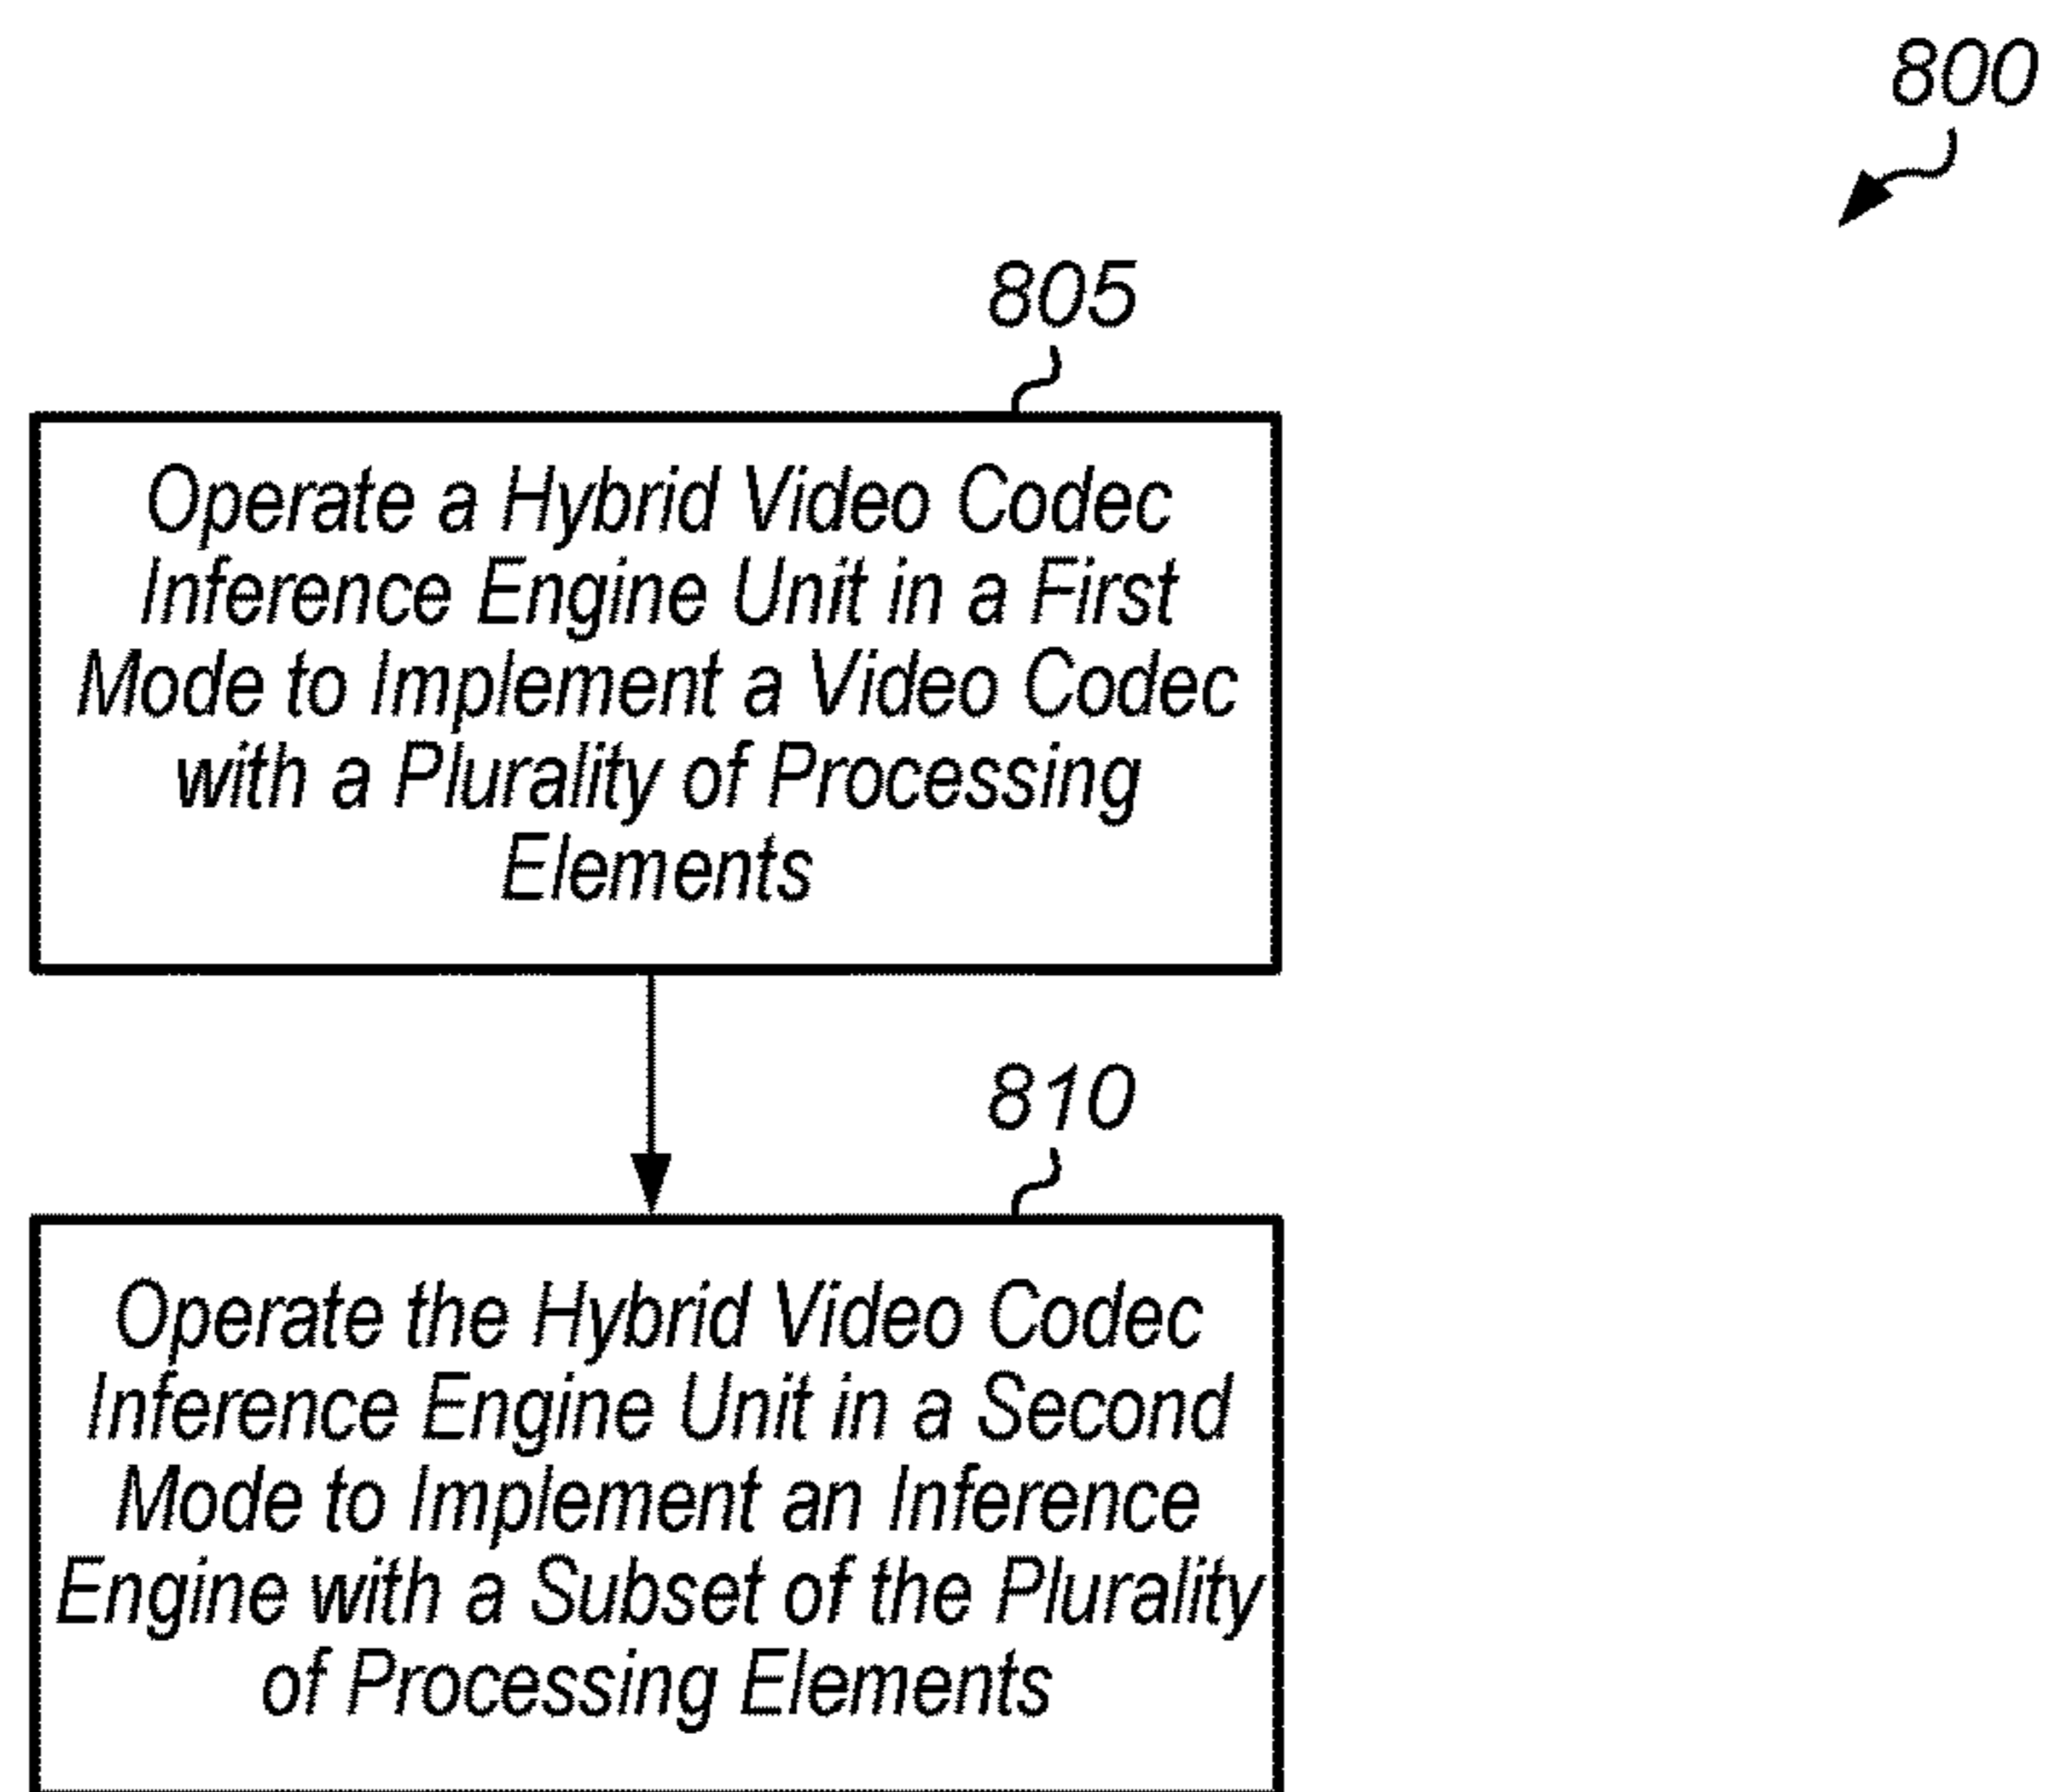 800
805
Operate a Hybrid Video Codec
Inference Engine Unit in a First
Mode to Implement a Video Codec
with a Plurality of Processing
Elements
810
Operate the Hybrid Video Codec
Inference Engine Unit in a Second
Mode to Implement an Inference
Engine with a Subset of the Plurality
of Processing Elements